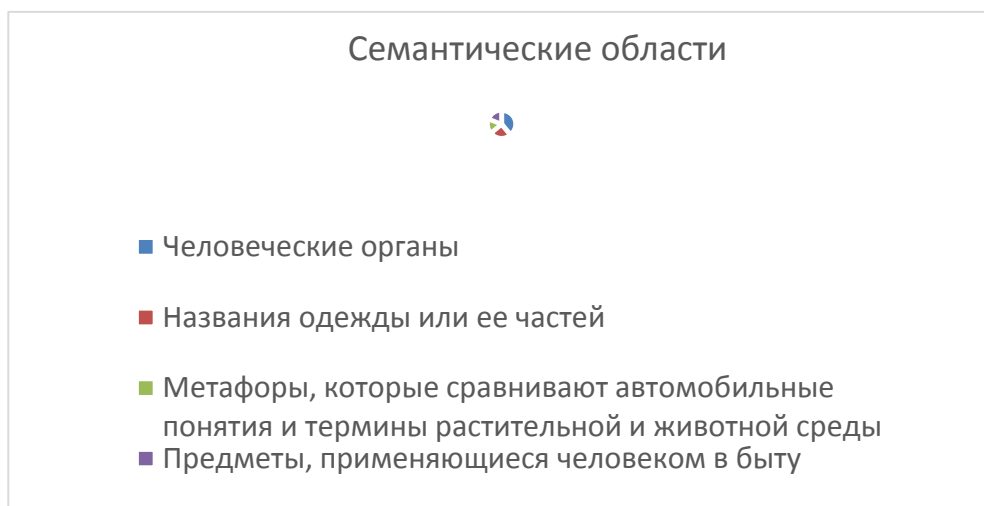 Семантические области
Человеческие органы
Названия одежды или ее частей
Метафоры, которые сравнивают автомобильные
понятия и термины растительной и животной среды
Предметы, применяющиеся человеком в быту